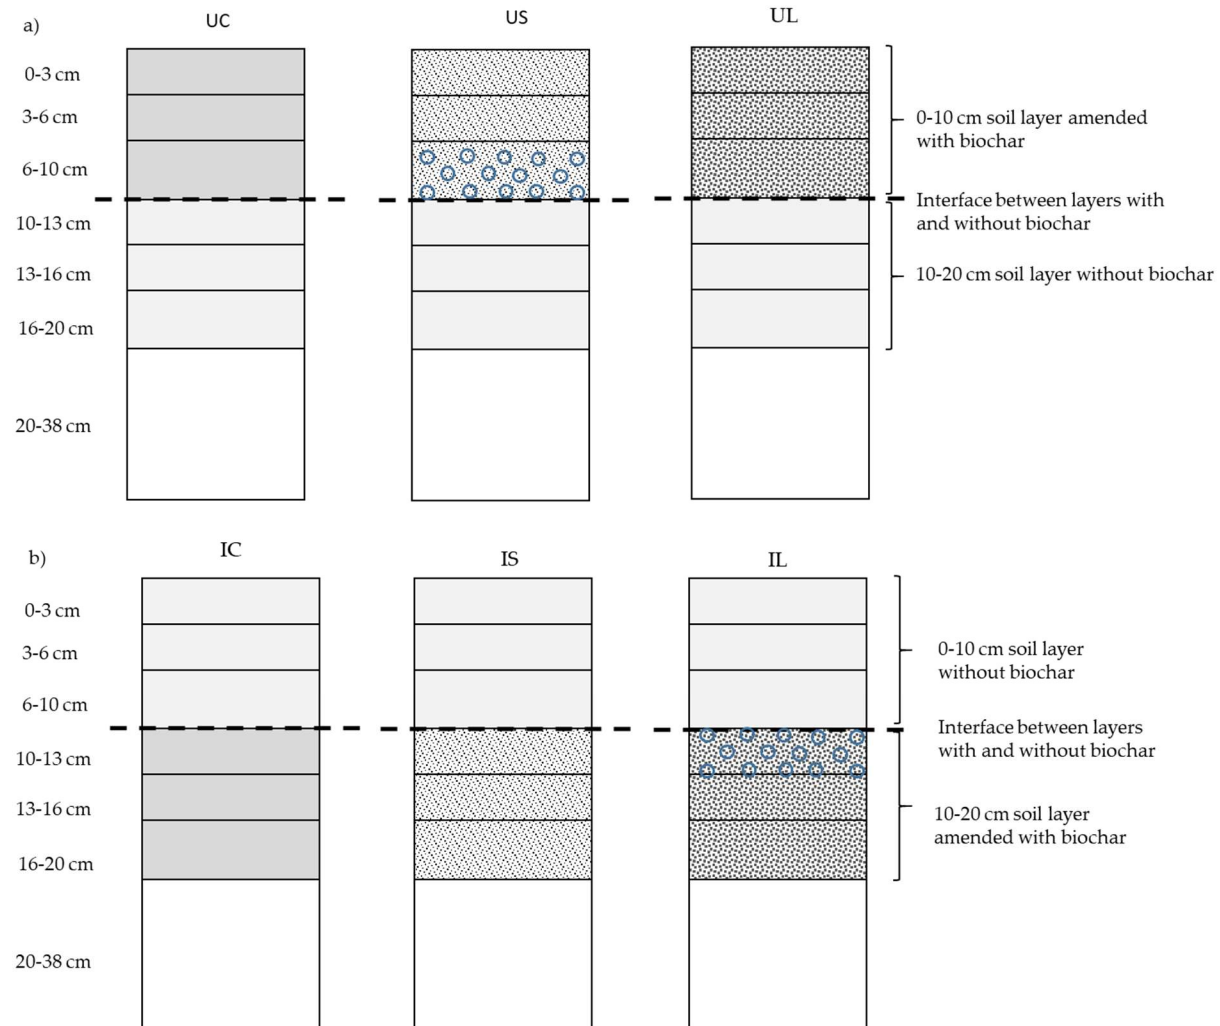 a)
UC
US
UL
0-3 cm
3-6 cm
6-10 cm
10-13 cm
13-16 cm
16-20 cm
20-38 cm
0-10 cm soil layer amended
with biochar
Interface between layers with
and without biochar
10-20 cm soil layer without biochar
b)
IC
IS
IL
0-3 cm
3-6 cm
6-10 cm
10-13 cm
13-16 cm
16-20 cm
20-38 cm
0-10 cm soil layer
without biochar
Interface between layers
with and without biochar
10-20 cm soil layer
amended with biochar